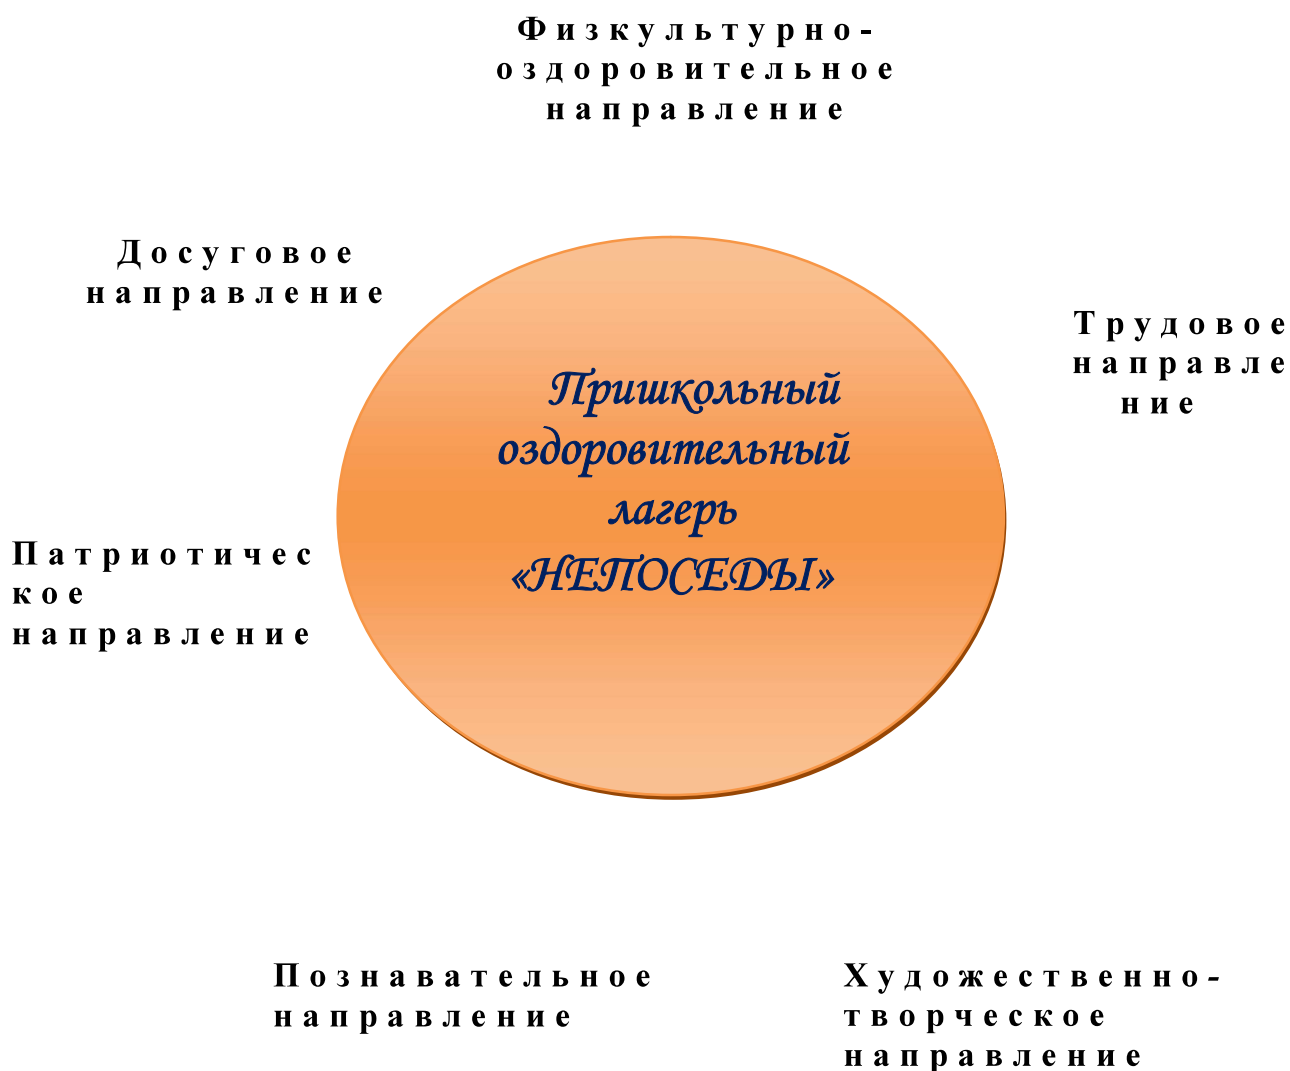 Физкультурно-
оздоровительное
направление
Досуговое
направление
Трудовое
направле
ние
Пришкольный
оздоровительный
лагерь
«НЕПОСЕДЫ»
Патриотичес
кое
направление
Познавательное
направление
Художественно-
творческое
направление